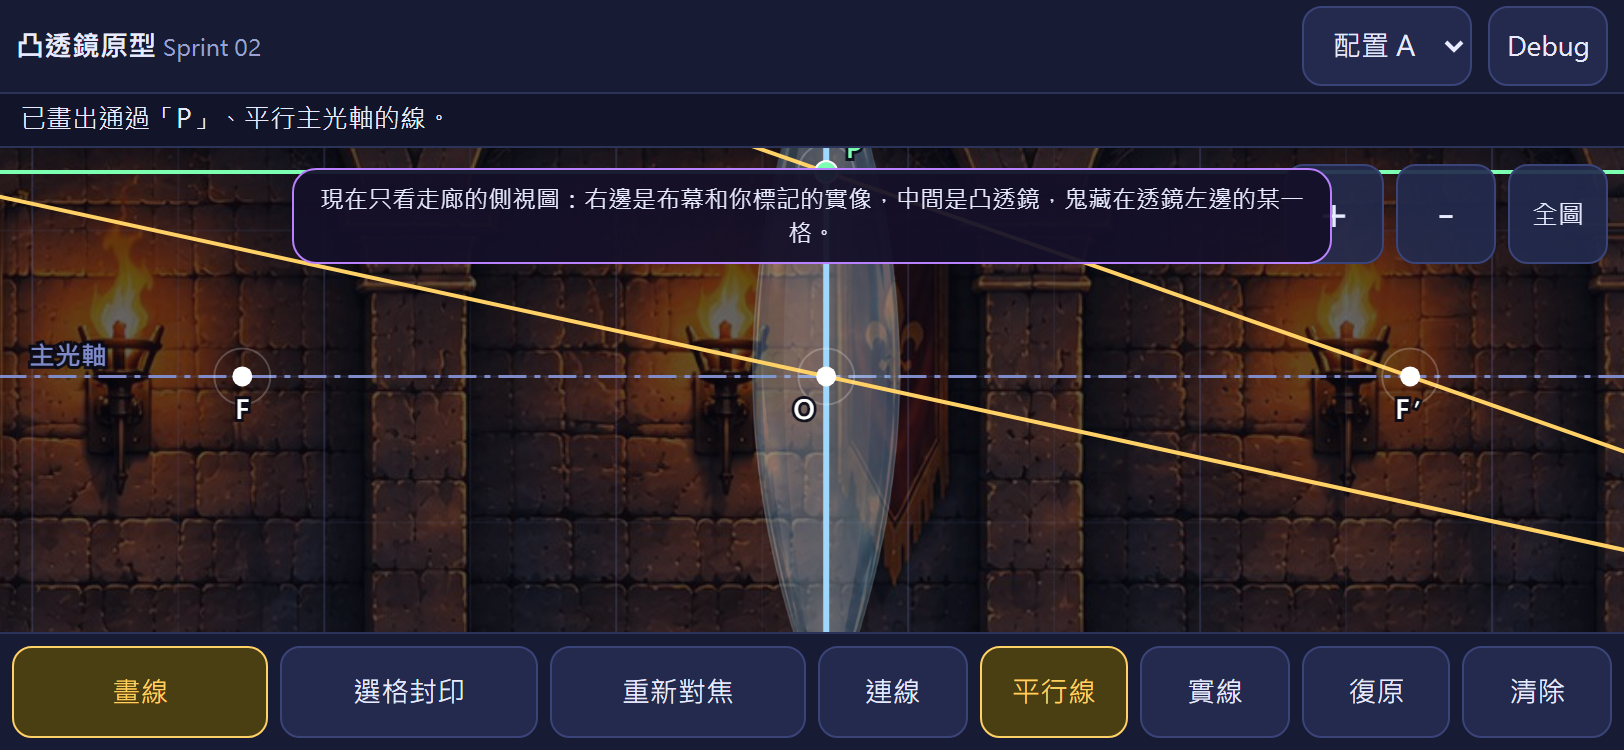 凸透鏡原型 Sprint 02
配置 A
Debug
已畫出通過「P」、平行主光軸的線。
P
現在只看走廊的側視圖：右邊是布幕和你標記的實像，中間是凸透鏡，鬼藏在透鏡左邊的某一
格。
+
－
全圖
主光軸
F
O
F′
畫線
選格封印
重新對焦
連線
平行線
實線
復原
清除